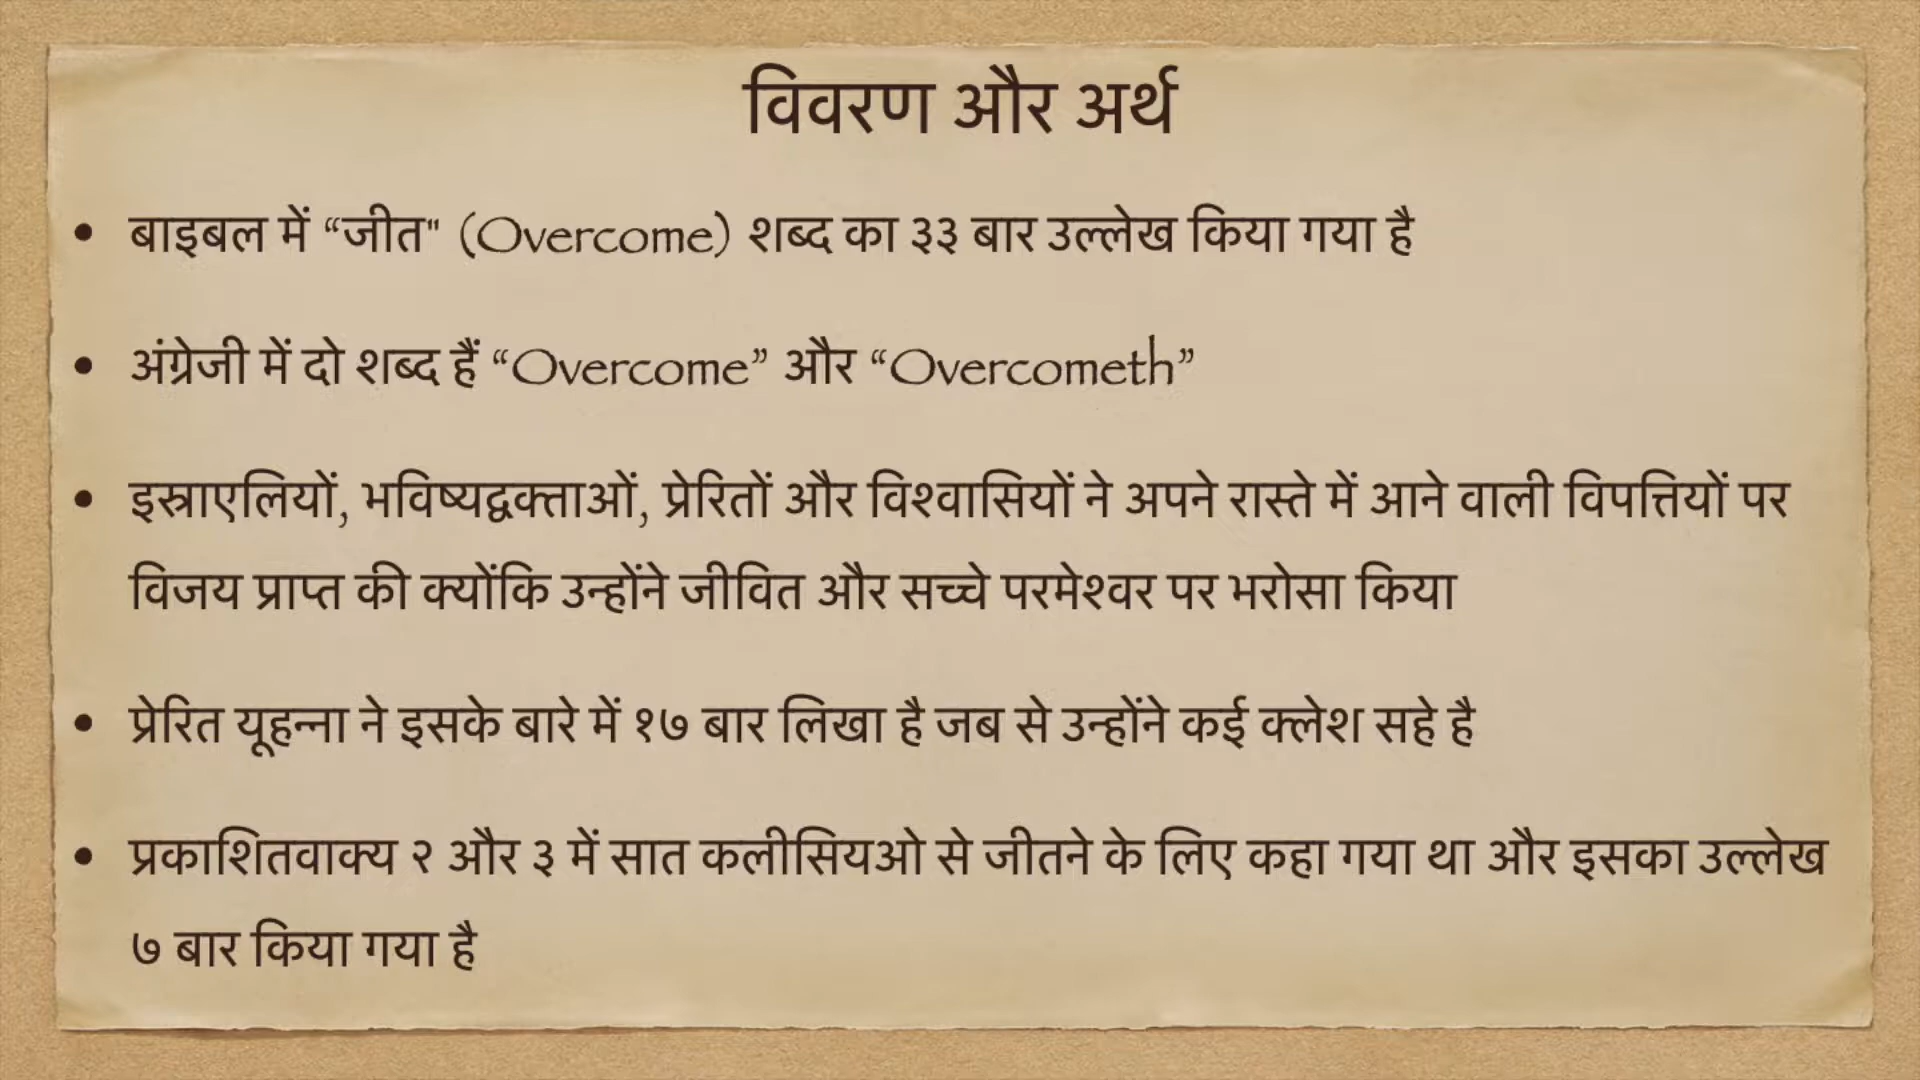 विवरण और अर्थ
• बाइबल में “जीत" (Overcome) शब्द का ३३ बार उल्लेख किया गया है
• अंग्रेजी में दो शब्द हैं “Overcome” और “Overcometh”
• इस्राएलियों, भविष्यद्वक्ताओं, प्रेरितों और विश्वासियों ने अपने रास्ते में आने वाली विपत्तियों पर
विजय प्राप्त की क्योंकि उन्होंने जीवित और सच्चे परमेश्वर पर भरोसा किया
• प्रेरित यूहन्ना ने इसके बारे में १७ बार लिखा है जब से उन्होंने कई क्लेश सहे है
• प्रकाशितवाक्य २ और ३ में सात कलीसियओ से जीतने के लिए कहा गया था और इसका उल्लेख
७ बार किया गया है